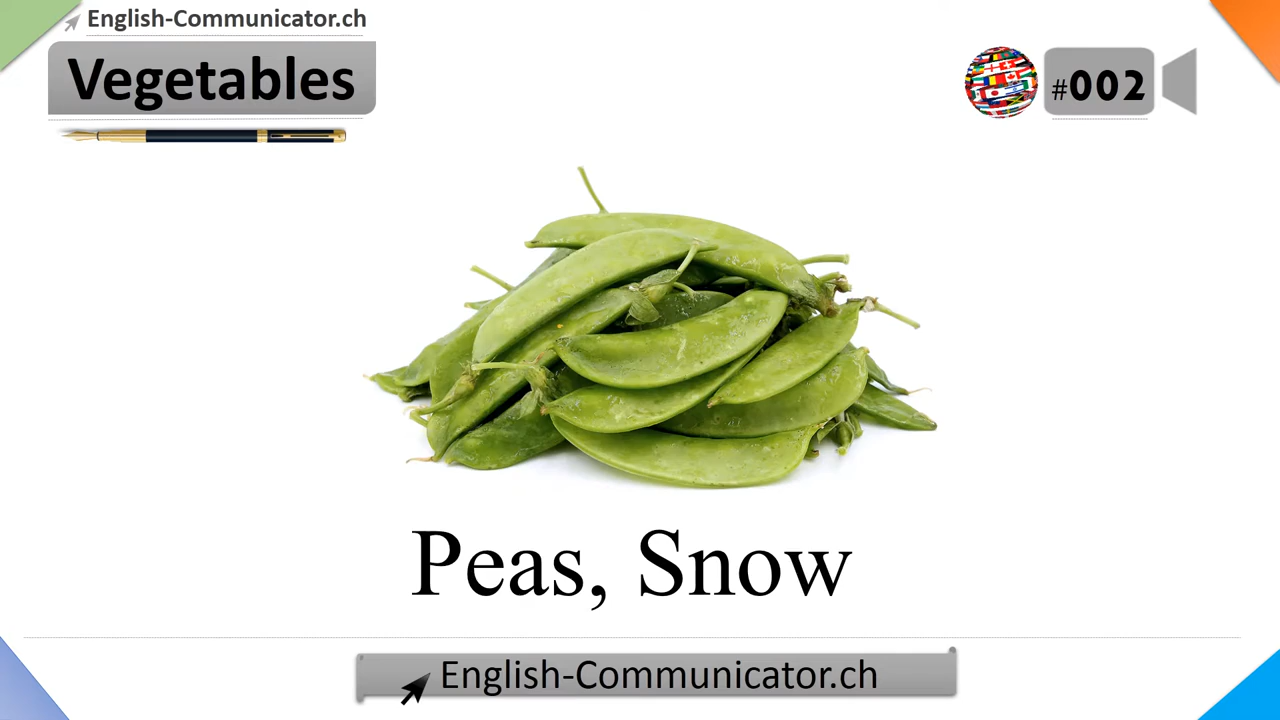 English-Communicator.ch
Vegetables
#002
Peas, Snow
English-Communicator.ch